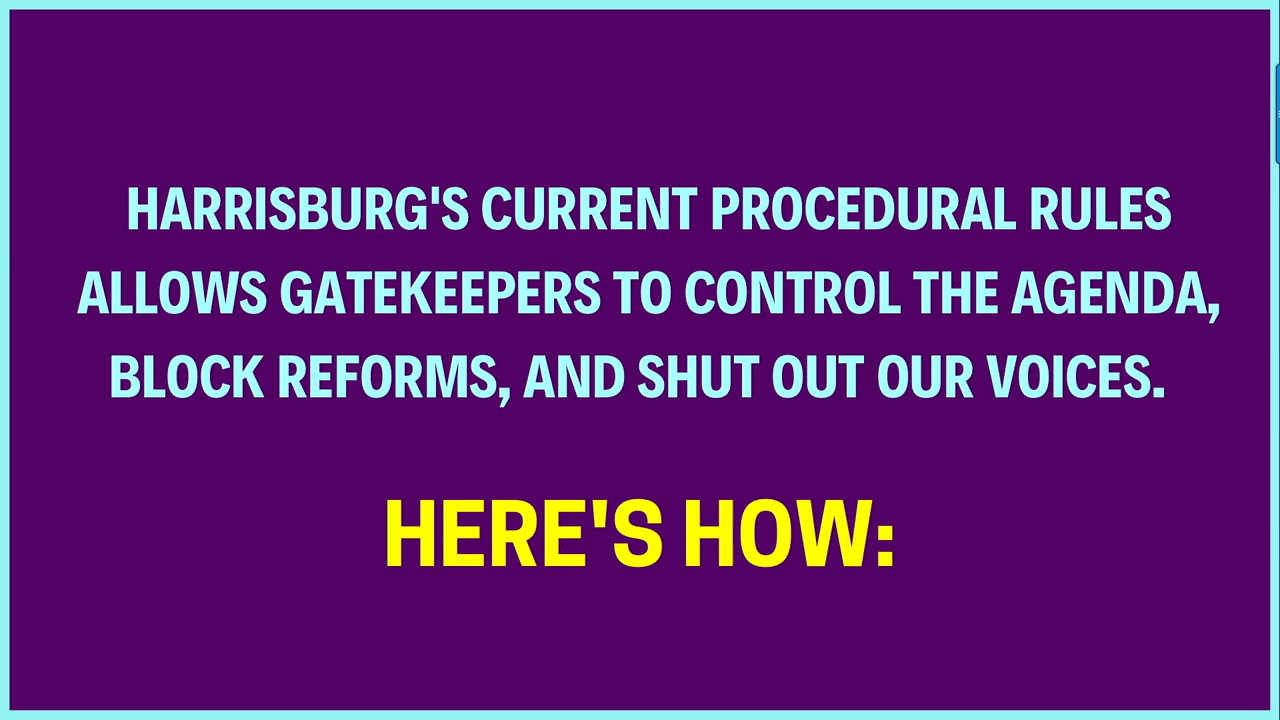 HARRISBURG'S CURRENT PROCEDURAL RULES
ALLOWS GATEKEEPERS TO CONTROL THE AGENDA,
BLOCK REFORMS, AND SHUT OUT OUR VOICES.
HERE'S HOW: